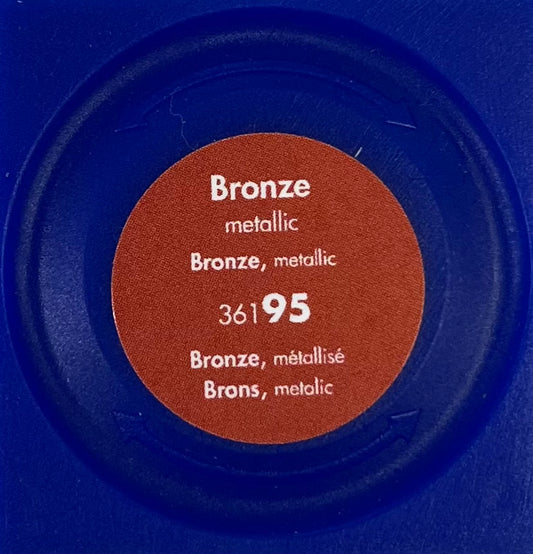 Bronze
metallic
Bronze, metallic
36195
Bronze, métallisé
Brons, metalic